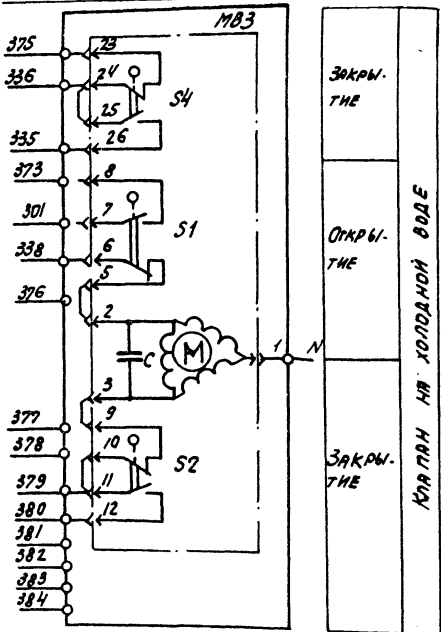 МВЗ
375
23
336
24
S4
25
335
26
373
8
301
7
S1
338
6
5
376
2
C
M
1
N
3
377
9
378
10
S2
379
11
380
12
381
382
383
384
ЗАКРЫ-
ТИЕ
ОТКРЫ-
ТИЕ
ЗАКРЫ-
ТИЕ
КЛАПАН НА ХОЛОДНОЙ ВОДЕ